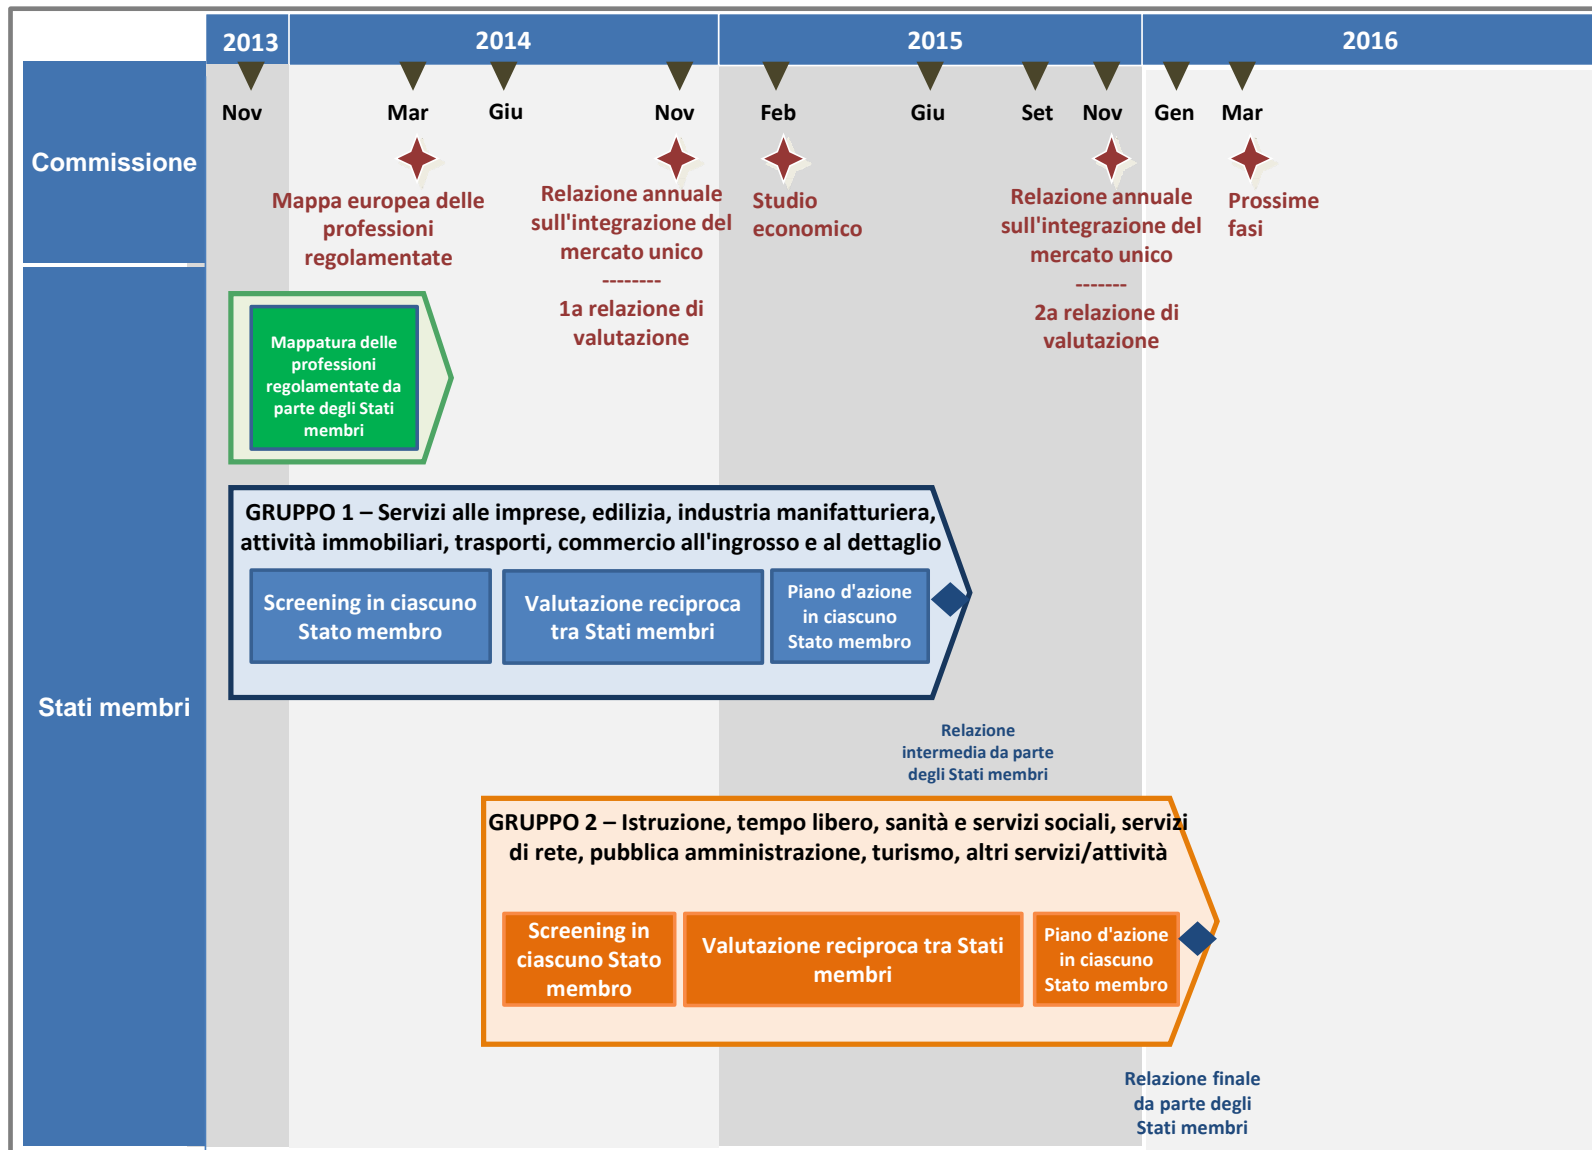 2013
2014
2015
2016
Nov
Mar
Giu
Nov
Feb
Giu
Set
Nov
Gen
Mar
Commissione
Mappa europea delle
professioni
regolamentate
Relazione annuale
sull'integrazione del
mercato unico
--------
1a relazione di
valutazione
Studio
economico
Relazione annuale
sull'integrazione del
mercato unico
-------
2a relazione di
valutazione
Prossime
fasi
Stati membri
Mappatura delle
professioni
regolamentate da
parte degli Stati
membri
GRUPPO 1 – Servizi alle imprese, edilizia, industria manifatturiera,
attività immobiliari, trasporti, commercio all'ingrosso e al dettaglio
Screening in ciascuno
Stato membro
Valutazione reciproca
tra Stati membri
Piano d'azione
in ciascuno
Stato membro
Relazione
intermedia da parte
degli Stati membri
GRUPPO 2 – Istruzione, tempo libero, sanità e servizi sociali, servizi
di rete, pubblica amministrazione, turismo, altri servizi/attività
Screening in
ciascuno Stato
membro
Valutazione reciproca tra Stati
membri
Piano d'azione
in ciascuno
Stato membro
Relazione finale
da parte degli
Stati membri